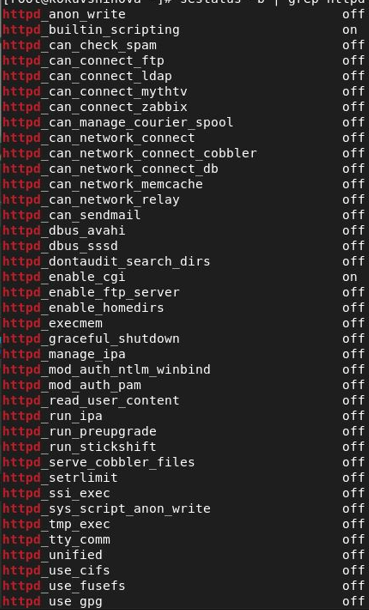 httpd_anon_write off
httpd_builtin_scripting on
httpd_can_check_spam off
httpd_can_connect_ftp off
httpd_can_connect_ldap off
httpd_can_connect_mythtv off
httpd_can_connect_zabbix off
httpd_can_manage_courier_spool off
httpd_can_network_connect off
httpd_can_network_connect_cobbler off
httpd_can_network_connect_db off
httpd_can_network_memcache off
httpd_can_network_relay off
httpd_can_sendmail off
httpd_dbus_avahi off
httpd_dbus_sssd off
httpd_dontaudit_search_dirs off
httpd_enable_cgi on
httpd_enable_ftp_server off
httpd_enable_homedirs off
httpd_execmem off
httpd_graceful_shutdown off
httpd_manage_ipa off
httpd_mod_auth_ntlm_winbind off
httpd_mod_auth_pam off
httpd_read_user_content off
httpd_run_ipa off
httpd_run_preupgrade off
httpd_run_stickshift off
httpd_serve_cobbler_files off
httpd_setrlimit off
httpd_ssi_exec off
httpd_sys_script_anon_write off
httpd_tmp_exec off
httpd_tty_comm off
httpd_unified off
httpd_use_cifs off
httpd_use_fusefs off
httpd_use_gpg off